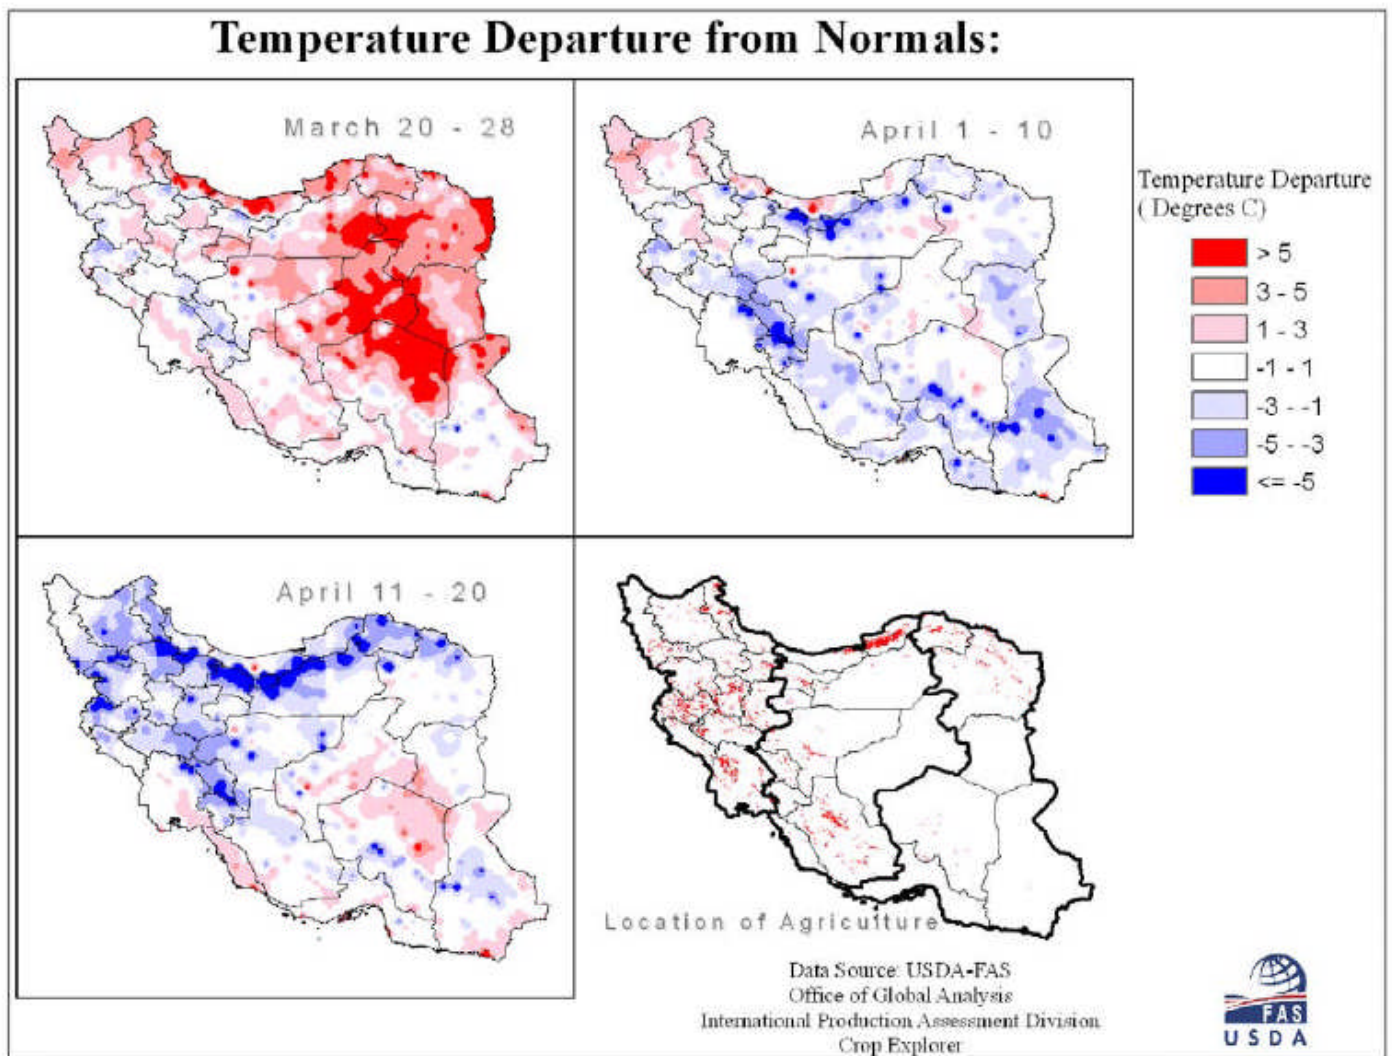 Temperature Departure from Normals:
March 20 - 28
April 1 - 10
Temperature Departure
( Degrees C)
> 5
3 - 5
1 - 3
-1 - 1
-3 - -1
-5 - -3
<= -5
April 11 - 20
Location of Agriculture
Data Source: USDA-FAS
Office of Global Analysis
International Production Assessment Division
Crop Explorer
FAS
USDA